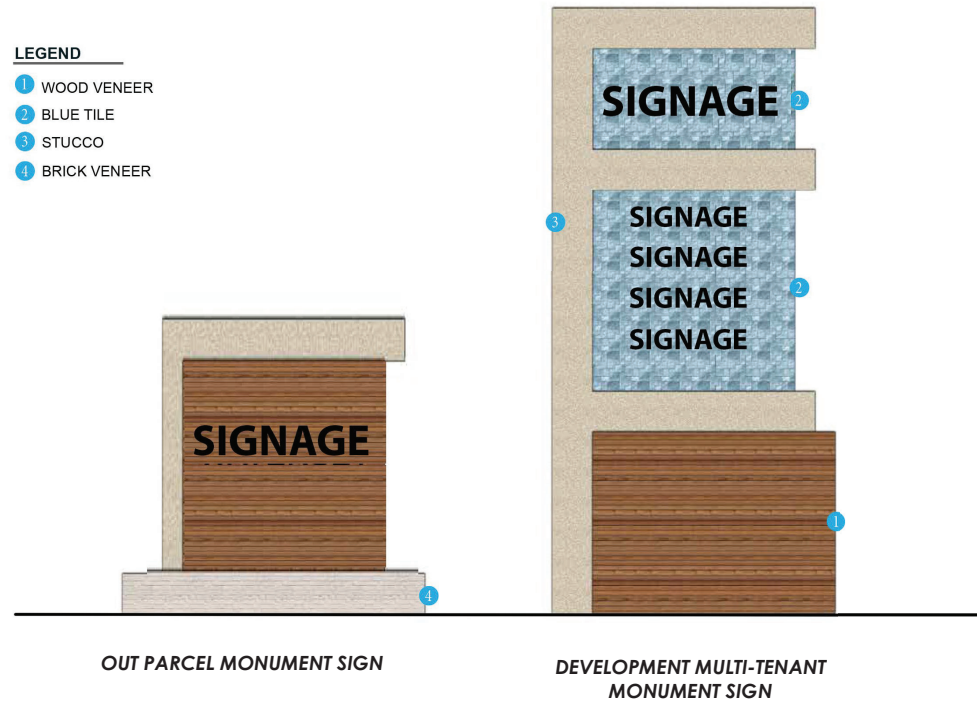 LEGEND
1 WOOD VENEER
2 BLUE TILE
3 STUCCO
4 BRICK VENEER
SIGNAGE
2
3
SIGNAGE
SIGNAGE
SIGNAGE
SIGNAGE
2
SIGNAGE
1
4
OUT PARCEL MONUMENT SIGN
DEVELOPMENT MULTI-TENANT
MONUMENT SIGN